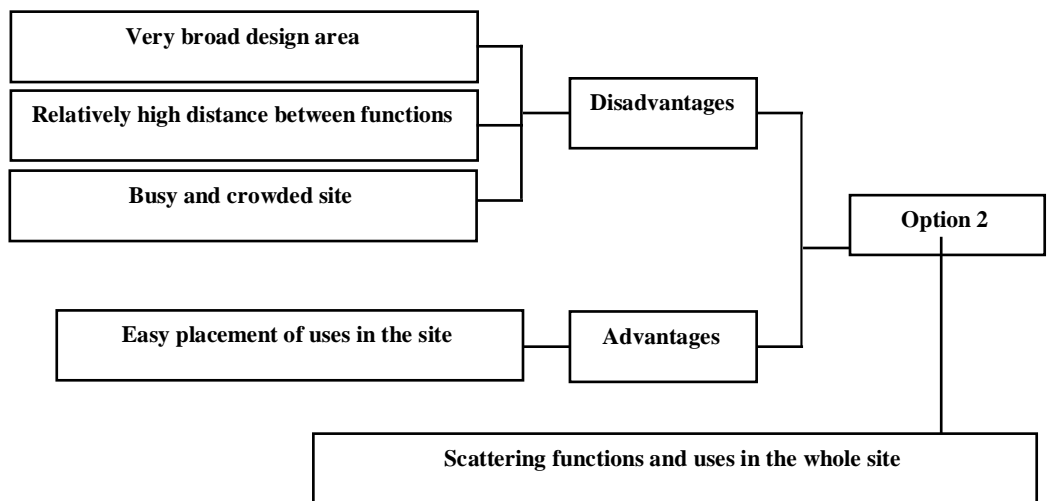 Very broad design area
Relatively high distance between functions
Busy and crowded site
Disadvantages
Option 2
Easy placement of uses in the site
Advantages
Scattering functions and uses in the whole site